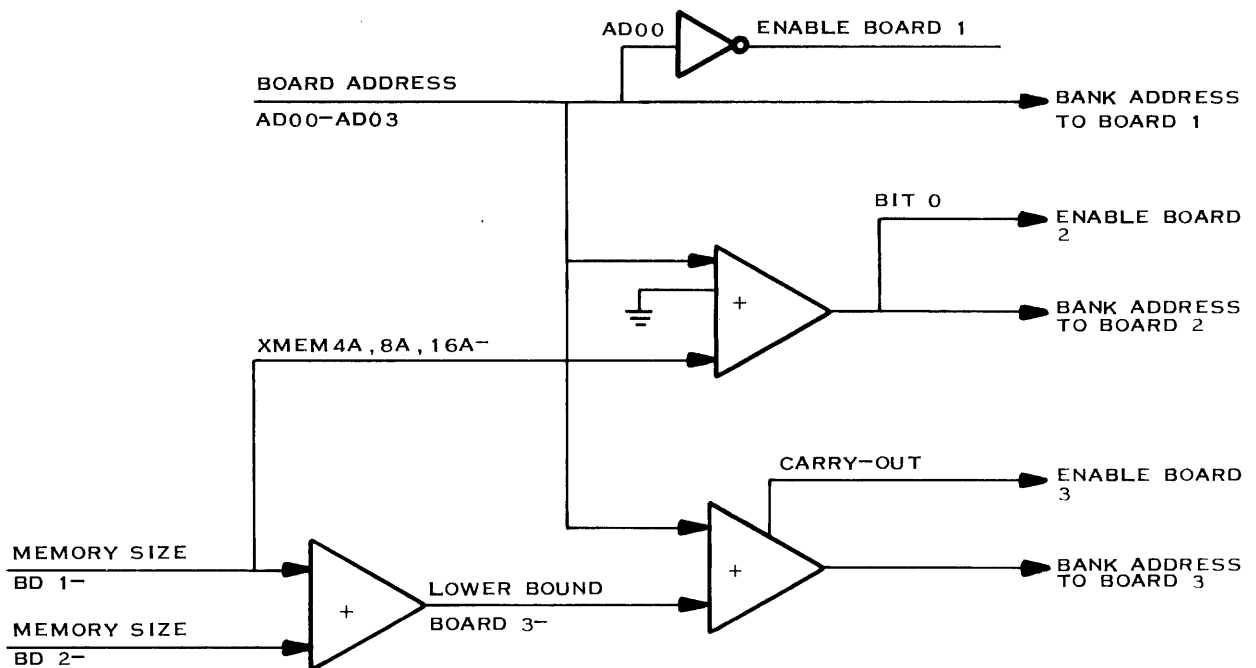 AD00
ENABLE BOARD 1
BOARD ADDRESS
AD00-AD03
BANK ADDRESS
TO BOARD 1
BIT 0
ENABLE BOARD
2
+
BANK ADDRESS
TO BOARD 2
XMEM4A, 8A, 16A-
CARRY-OUT
ENABLE BOARD
3
MEMORY SIZE
BD 1-
+
BANK ADDRESS
TO BOARD 3
LOWER BOUND
BOARD 3-
+
MEMORY SIZE
BD 2-